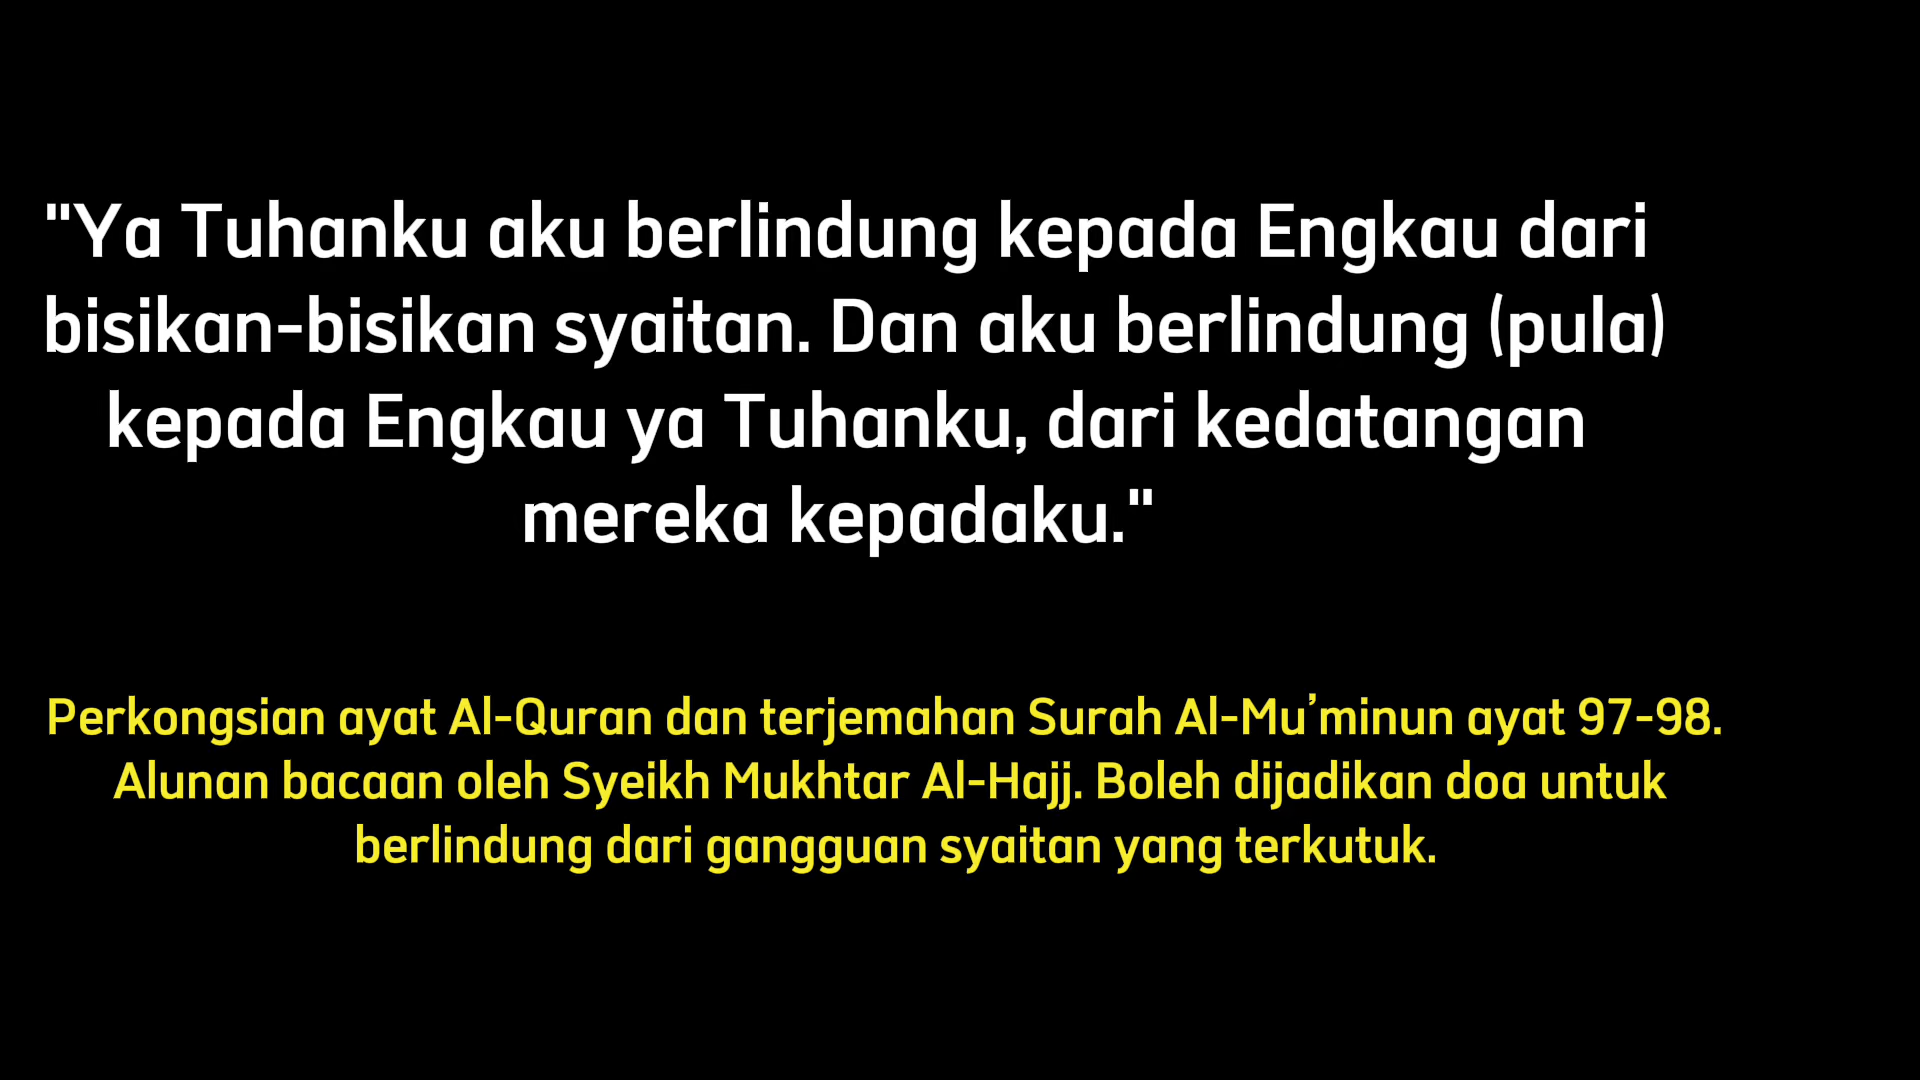 "Ya Tuhanku aku berlindung kepada Engkau dari
bisikan-bisikan syaitan. Dan aku berlindung (pula)
kepada Engkau ya Tuhanku, dari kedatangan
mereka kepadaku."
Perkongsian ayat Al-Quran dan terjemahan Surah Al-Mu’minun ayat 97-98.
Alunan bacaan oleh Syeikh Mukhtar Al-Hajj. Boleh dijadikan doa untuk
berlindung dari gangguan syaitan yang terkutuk.